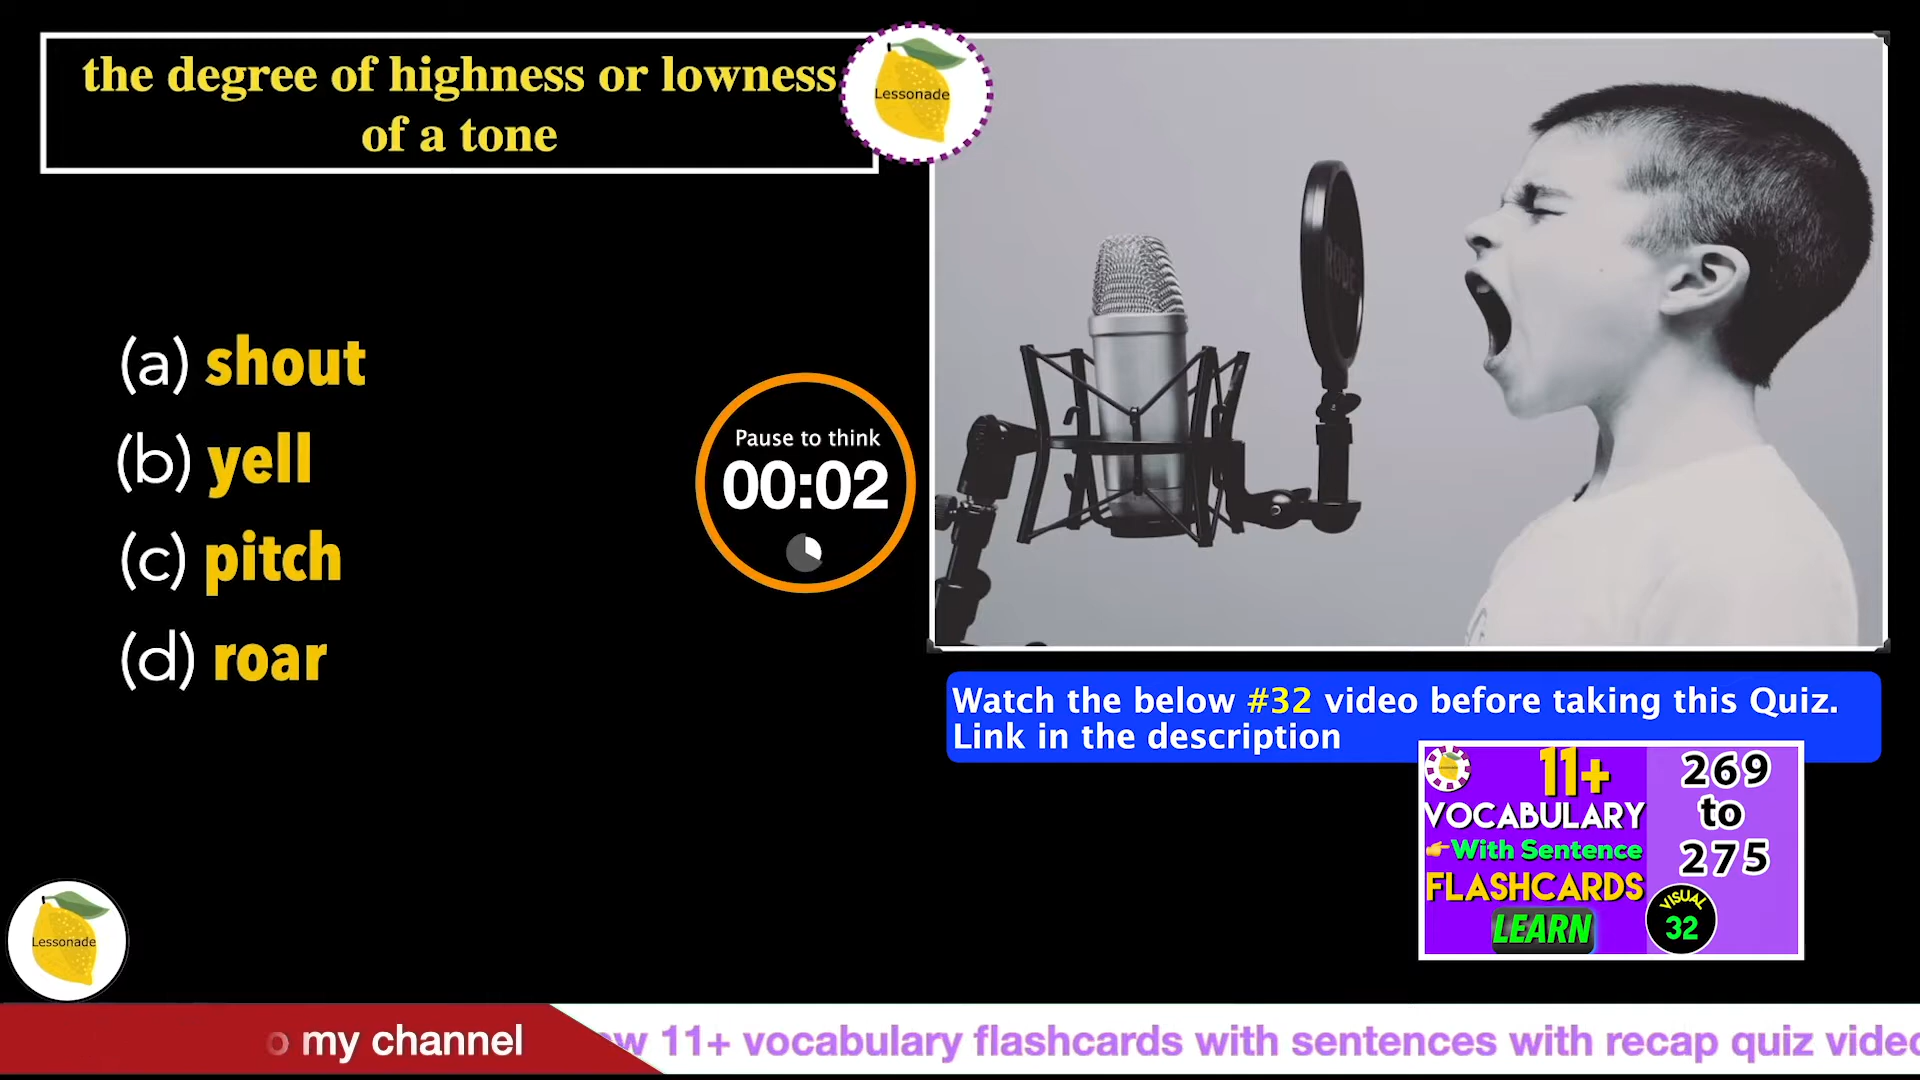 the degree of highness or lowness
of a tone
Lessonade
(a) shout
(b) yell
(c) pitch
(d) roar
Pause to think
00:02
RODE
Watch the below #32 video before taking this Quiz.
Link in the description
11+
VOCABULARY
With Sentence
FLASHCARDS
LEARN
269
to
275
VISUAL
32
Lessonade
o my channel
w 11+ vocabulary flashcards with sentences with recap quiz video